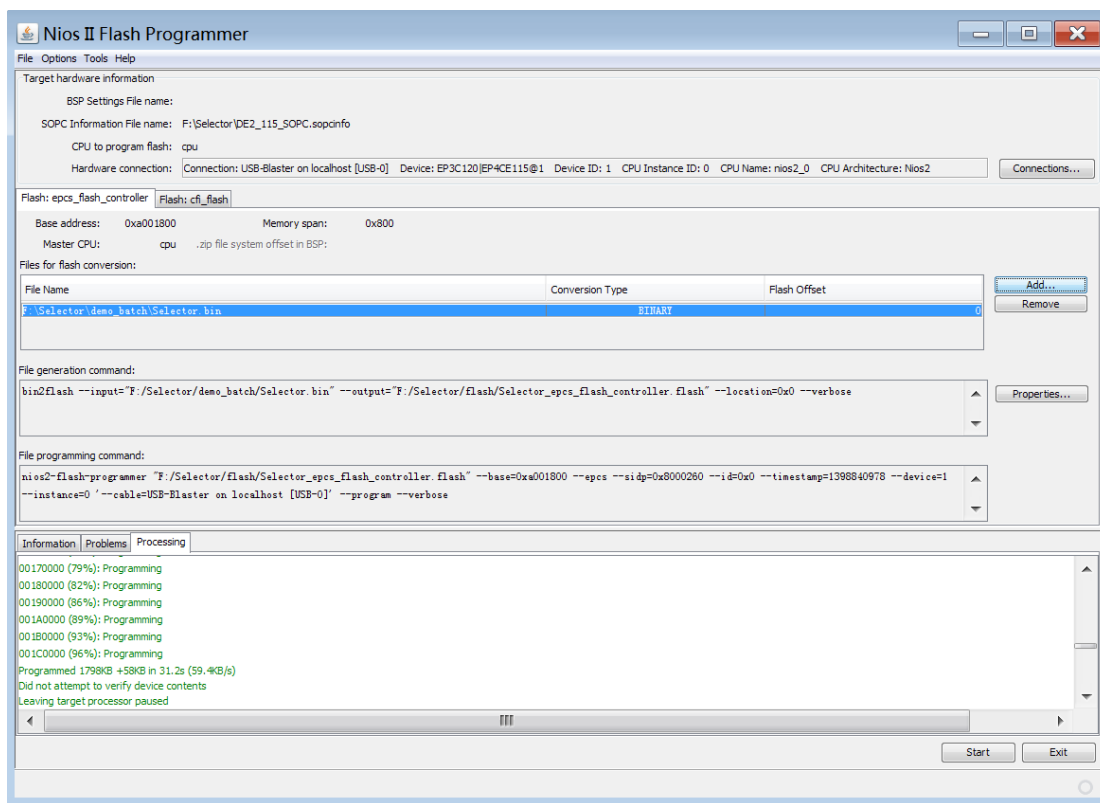 Nios II Flash Programmer
File Options Tools Help
Target hardware information
BSP Settings File name:
SOPC Information File name: F:\Selector\DE2_115_SOPC.sopcinfo
CPU to program flash: cpu
Hardware connection: Connection: USB-Blaster on localhost [USB-0] Device: EP3C120|EP4CE115@1 Device ID: 1 CPU Instance ID: 0 CPU Name: nios2_0 CPU Architecture: Nios2 Connections...
Flash: epcs_flash_controller Flash: cfi_flash
Base address: 0xa001800 Memory span: 0x800
Master CPU: cpu .zip file system offset in BSP:
Files for flash conversion:
File Name Conversion Type Flash Offset Add...
F:\Selector\demo_batch\Selector.bin BINARY 0 Remove
File generation command:
bin2flash --input="F:/Selector/demo_batch/Selector.bin" --output="F:/Selector/flash/Selector_epcs_flash_controller.flash" --location=0x0 --verbose Properties...
File programming command:
nios2-flash-programmer "F:/Selector/flash/Selector_epcs_flash_controller.flash" --base=0xa001800 --epcs --sidp=0x8000260 --id=0x0 --timestamp=1398840978 --device=1
--instance=0 '--cable=USB-Blaster on localhost [USB-0]' --program --verbose
Information Problems Processing
00170000 (79%): Programming
00180000 (82%): Programming
00190000 (86%): Programming
001A0000 (89%): Programming
001B0000 (93%): Programming
001C0000 (96%): Programming
Programmed 1798KB +58KB in 31.2s (59.4KB/s)
Did not attempt to verify device contents
Leaving target processor paused
Start Exit